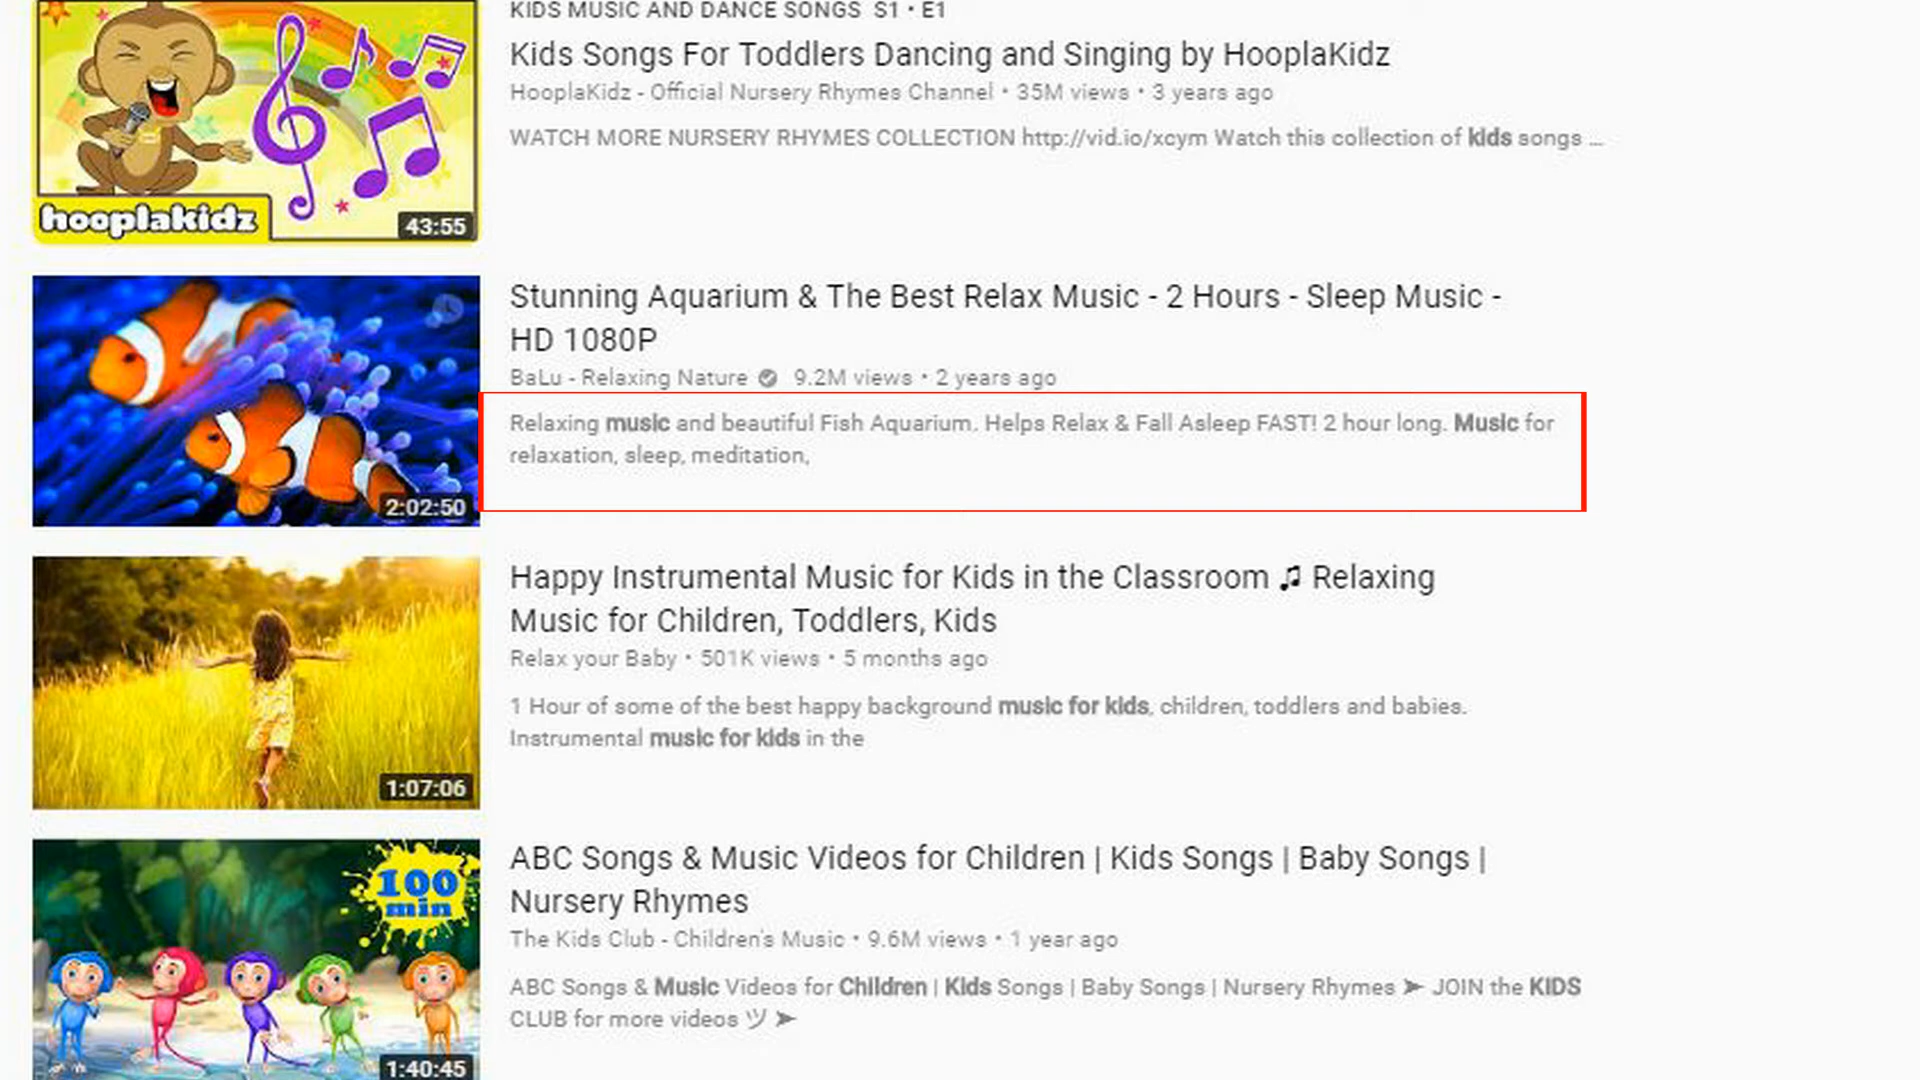 KIDS MUSIC AND DANCE SONGS S1 • E1
Kids Songs For Toddlers Dancing and Singing by HooplaKidz
HooplaKidz - Official Nursery Rhymes Channel • 35M views • 3 years ago
WATCH MORE NURSERY RHYMES COLLECTION http://vid.io/xcym Watch this collection of kids songs ...
hooplakidz
43:55
Stunning Aquarium & The Best Relax Music - 2 Hours - Sleep Music -
HD 1080P
BaLu - Relaxing Nature 9.2M views • 2 years ago
Relaxing music and beautiful Fish Aquarium. Helps Relax & Fall Asleep FAST! 2 hour long. Music for
relaxation, sleep, meditation,
2:02:50
Happy Instrumental Music for Kids in the Classroom ♫ Relaxing
Music for Children, Toddlers, Kids
Relax your Baby • 501K views • 5 months ago
1 Hour of some of the best happy background music for kids, children, toddlers and babies.
Instrumental music for kids in the
1:07:06
ABC Songs & Music Videos for Children | Kids Songs | Baby Songs |
Nursery Rhymes
The Kids Club - Children's Music • 9.6M views • 1 year ago
ABC Songs & Music Videos for Children | Kids Songs | Baby Songs | Nursery Rhymes ➤ JOIN the KIDS
CLUB for more videos ツ ➤
100
min
1:40:45